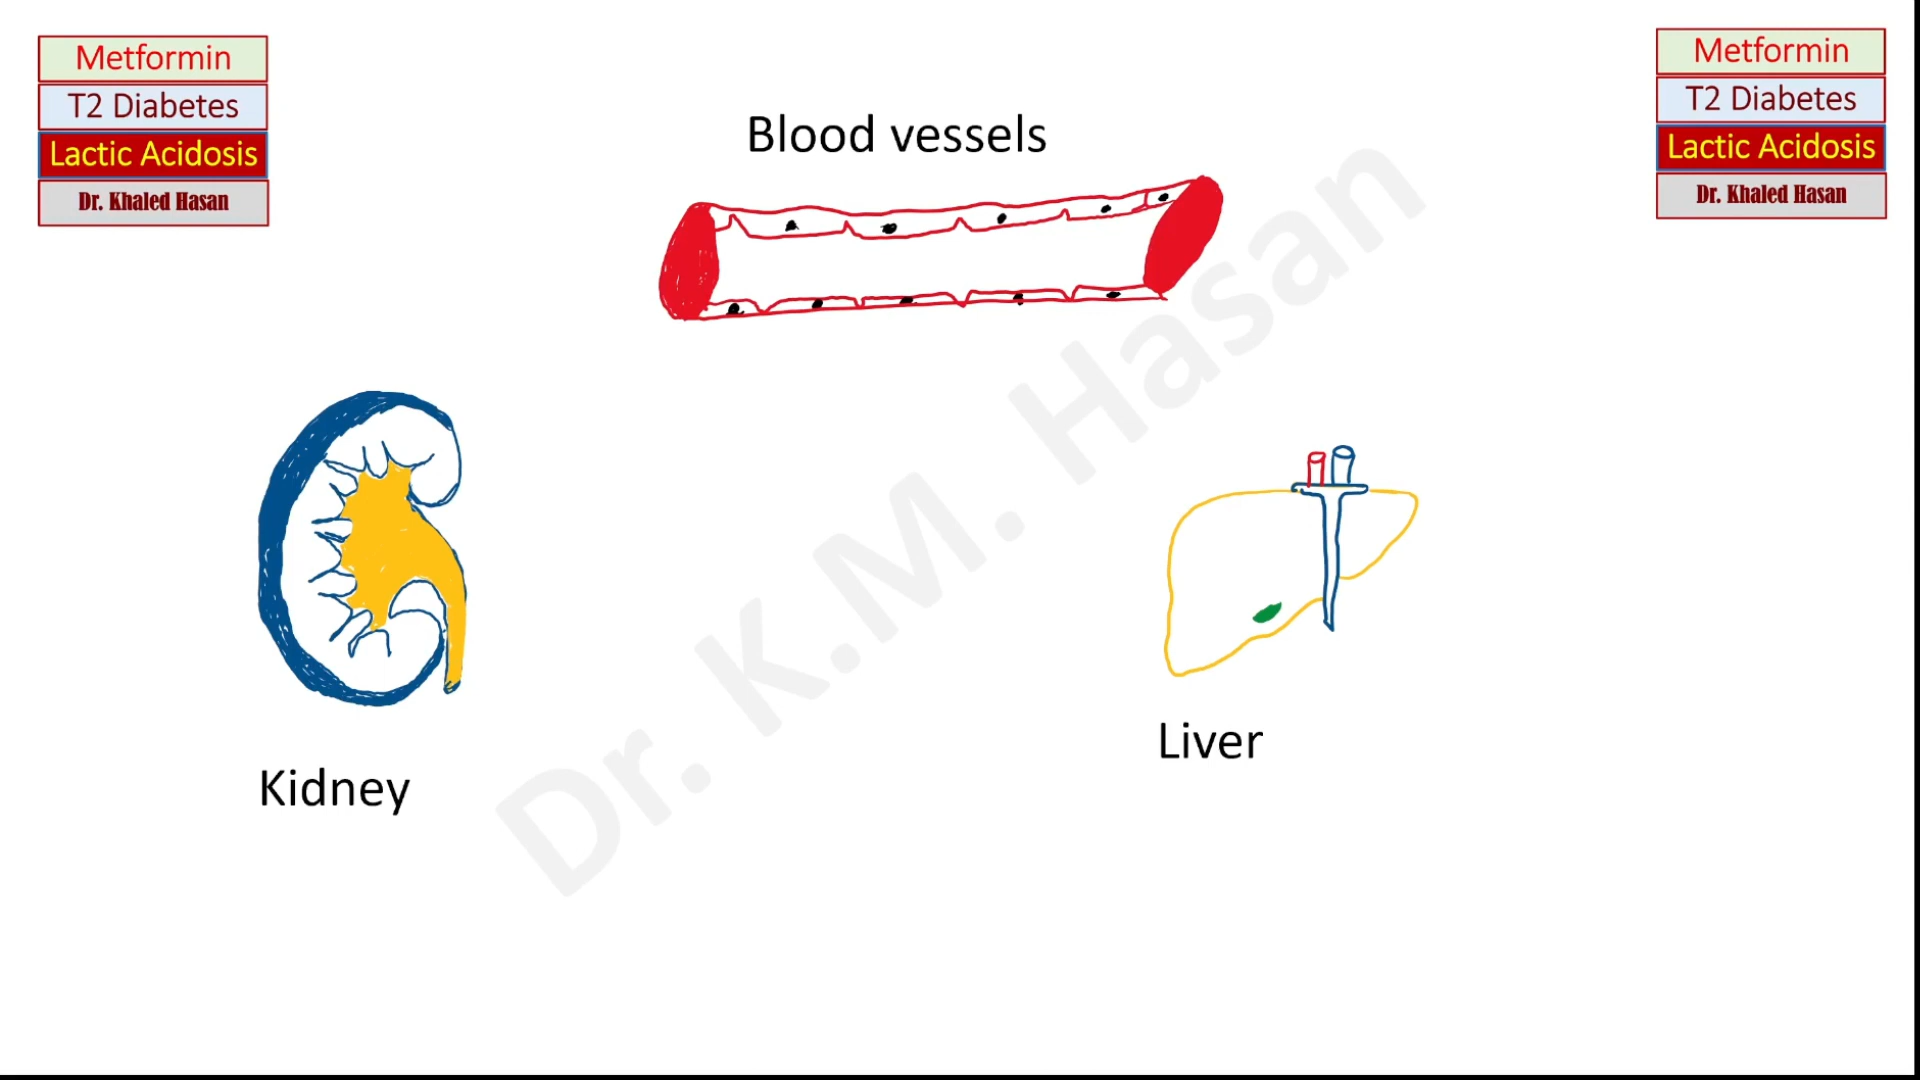 Metformin
T2 Diabetes
Lactic Acidosis
Dr. Khaled Hasan
Metformin
T2 Diabetes
Lactic Acidosis
Dr. Khaled Hasan
Blood vessels
Dr. K.M. Hasan
Liver
Kidney